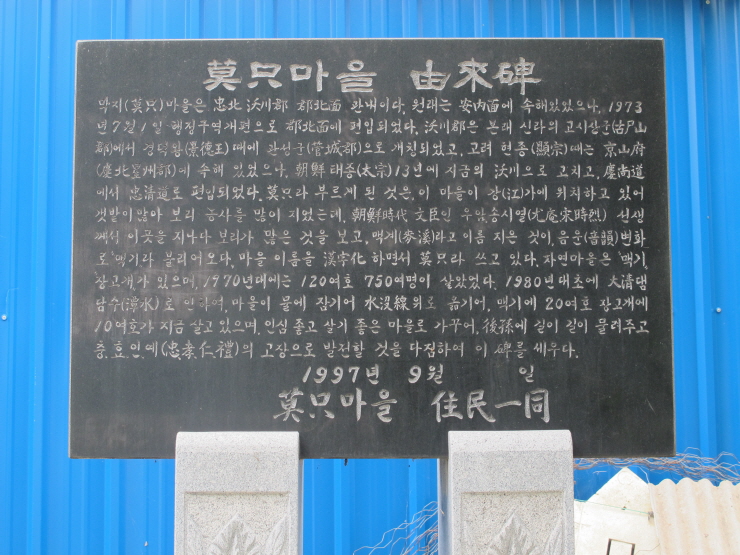 莫只마을 由來碑
막지(莫只)마을은 忠北 沃川郡 郡北面 관내이다. 원래는 安內面에 속해있었으나, 1973
년 7월 1일 행정구역개편으로 郡北面에 편입되었다. 沃川郡은 본래 신라의 고시산군(古尸山
郡)에서 경덕왕(景德王)때에 관성군(管城郡)으로 개칭되었고, 고려 현종(顯宗)때는 京山府
(慶北星州郡)에 속해 있었으나, 朝鮮 태종(太宗)13년에 지금의 沃川으로 고치고, 慶尙道
에서 忠淸道로 편입되었다. 莫只라 부르게 된 것은, 이 마을이 강(江)가에 위치하고 있어
갯밭이 많아 보리 농사를 많이 지었는데, 朝鮮時代 文臣인 우암,송시열(尤庵宋時烈) 선생
께서 이곳을 지나다 보리가 많은 것을 보고, 맥계(麥溪)라고 이름 지은 것이, 음운(音韻)변화
로 맥기라 불리어 오다, 마을 이름을 漢字化 하면서 莫只라 쓰고 있다. 자연마을은 맥기,
장고개가 있으며, 1970년대에는 120여호 750여명이 살았었다. 1980년대초에 大淸댐
담수(潭水)로 인하여, 마을이 물에 잠기어 水沒線위로 옮기어, 맥기에 20여호 장고개에
10여호가 지금 살고 있으며, 인심 좋고 살기 좋은 마을로 가꾸어, 後孫에 길이 길이 물려주고
충.효.인.예(忠孝仁禮)의 고장으로 발전할 것을 다짐하여 이 碑를 세우다.
1997년 9월 일
莫只마을 住民一同